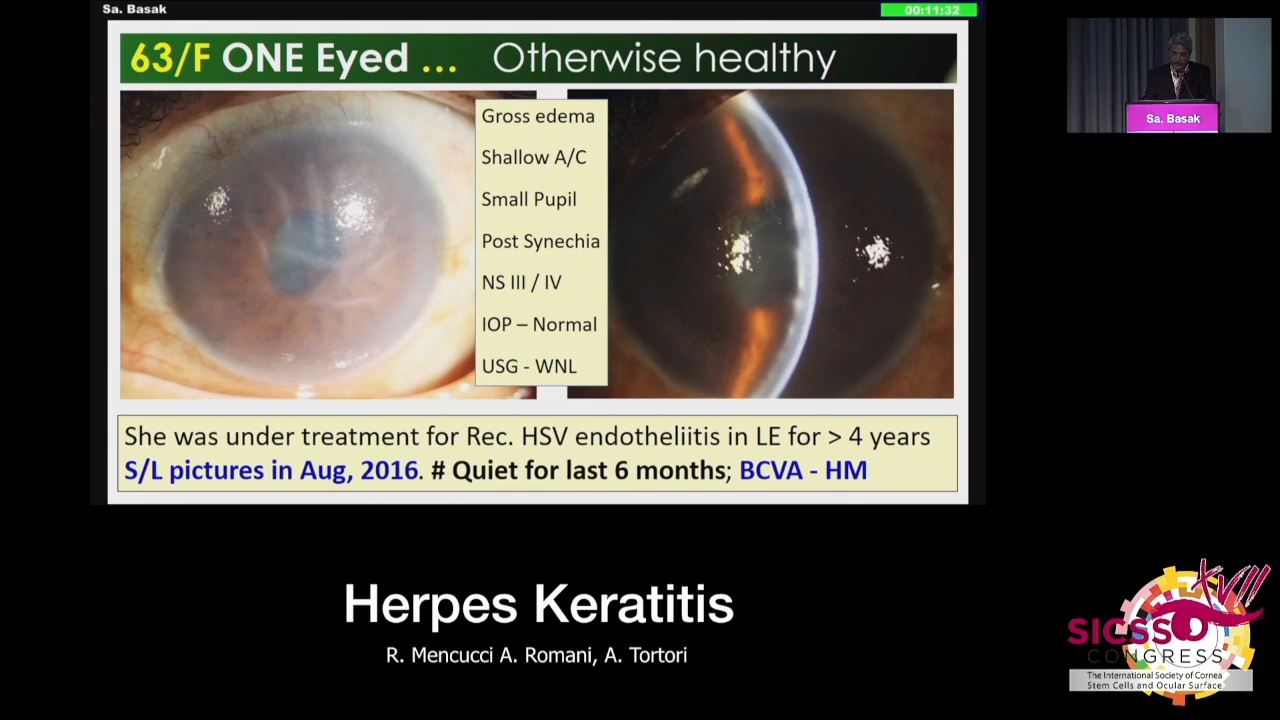 Sa. Basak
00:11:32
63/F ONE Eyed ... Otherwise healthy
Gross edema
Shallow A/C
Small Pupil
Post Synechia
NS III / IV
IOP – Normal
USG - WNL
She was under treatment for Rec. HSV endotheliitis in LE for > 4 years
S/L pictures in Aug, 2016. # Quiet for last 6 months; BCVA - HM
Sa. Basak
Herpes Keratitis
R. Mencucci A. Romani, A. Tortori
XVII
SICSSO
CONGRESS
The International Society of Cornea
Stem Cells and Ocular Surface